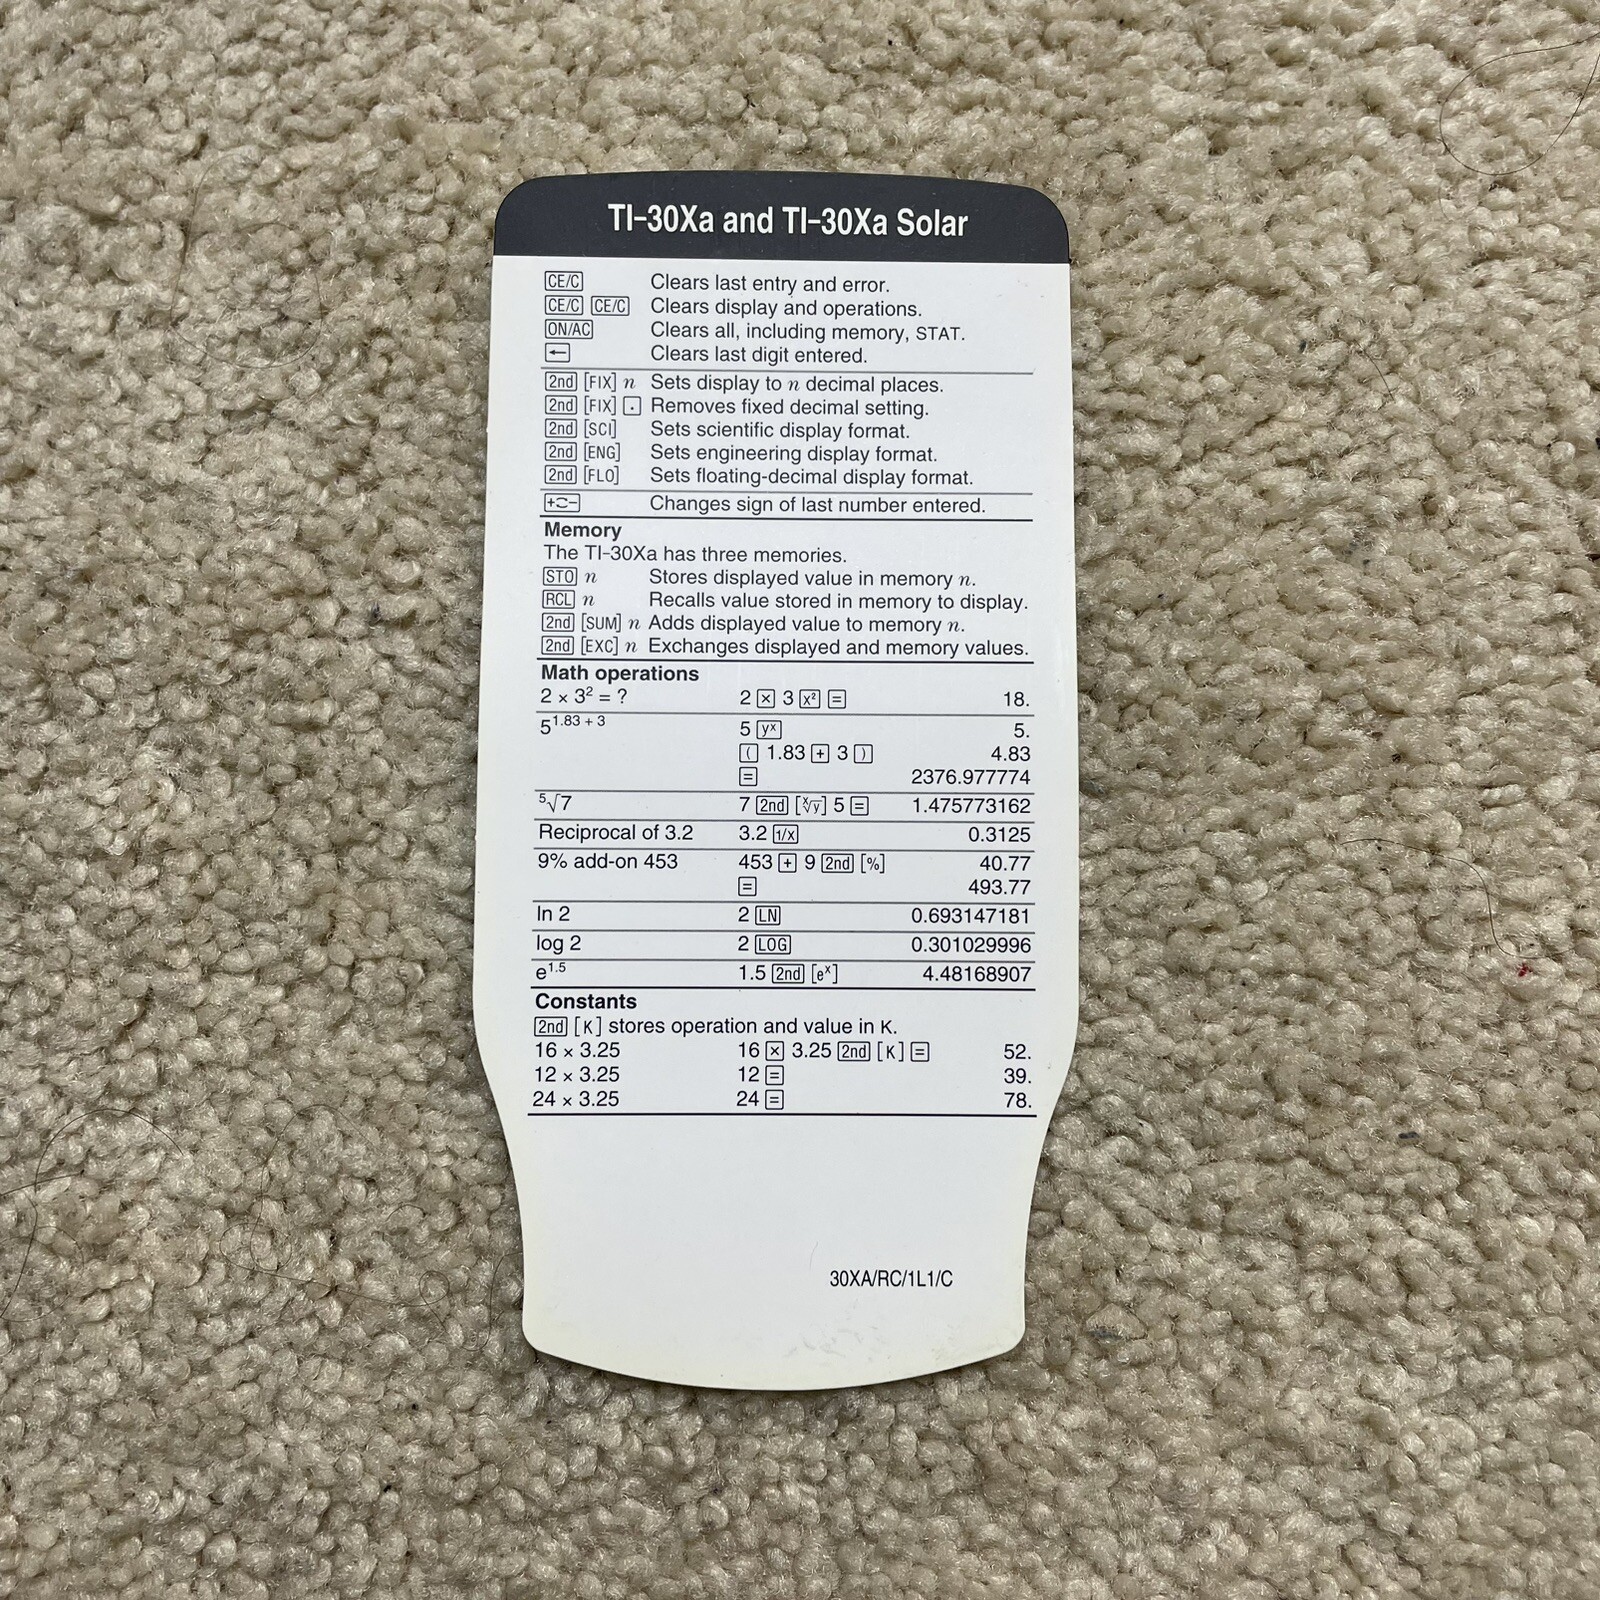 TI-30Xa and TI-30Xa Solar
CE/C Clears last entry and error.
CE/C CE/C Clears display and operations.
ON/AC Clears all, including memory, STAT.
← Clears last digit entered.
2nd [FIX] n Sets display to n decimal places.
2nd [FIX] . Removes fixed decimal setting.
2nd [SCI] Sets scientific display format.
2nd [ENG] Sets engineering display format.
2nd [FLO] Sets floating-decimal display format.
+⇄- Changes sign of last number entered.
Memory
The TI-30Xa has three memories.
STO n Stores displayed value in memory n.
RCL n Recalls value stored in memory to display.
2nd [SUM] n Adds displayed value to memory n.
2nd [EXC] n Exchanges displayed and memory values.
Math operations
2 × 3² = ? 2 × 3 x² = 18.
5^1.83 + 3 5 yˣ 5.
( 1.83 + 3 ) 4.83
= 2376.977774
⁵√7 7 2nd [ˣ√y] 5 = 1.475773162
Reciprocal of 3.2 3.2 1/x 0.3125
9% add-on 453 453 + 9 2nd [%] 40.77
= 493.77
ln 2 2 LN 0.693147181
log 2 2 LOG 0.301029996
e^1.5 1.5 2nd [eˣ] 4.48168907
Constants
2nd [K] stores operation and value in K.
16 × 3.25 16 × 3.25 2nd [K] = 52.
12 × 3.25 12 = 39.
24 × 3.25 24 = 78.
30XA/RC/1L1/C